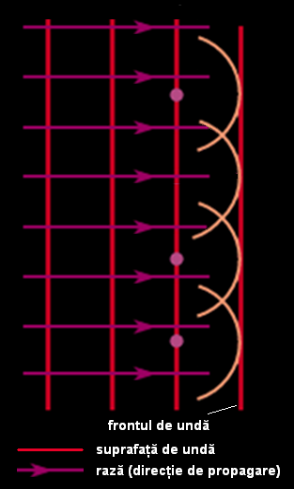 frontul de undă
suprafață de undă
rază (direcție de propagare)